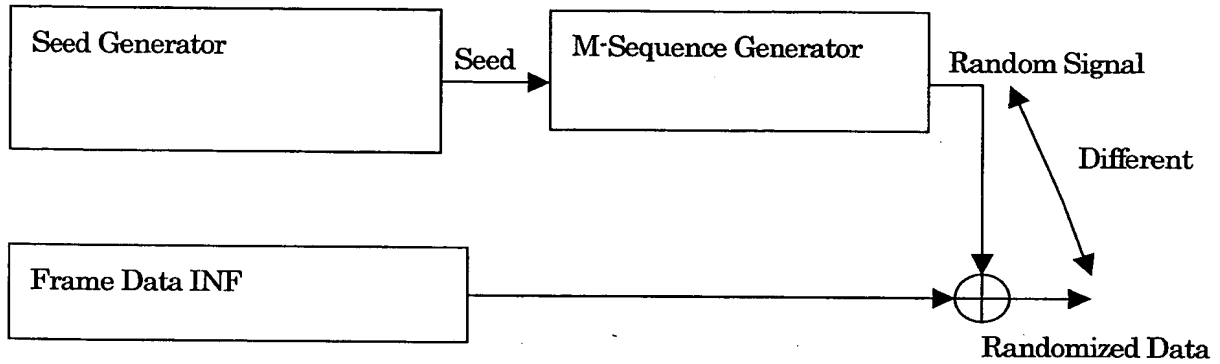 Seed Generator
Seed
M-Sequence Generator
Random Signal
Different
Frame Data INF
Randomized Data